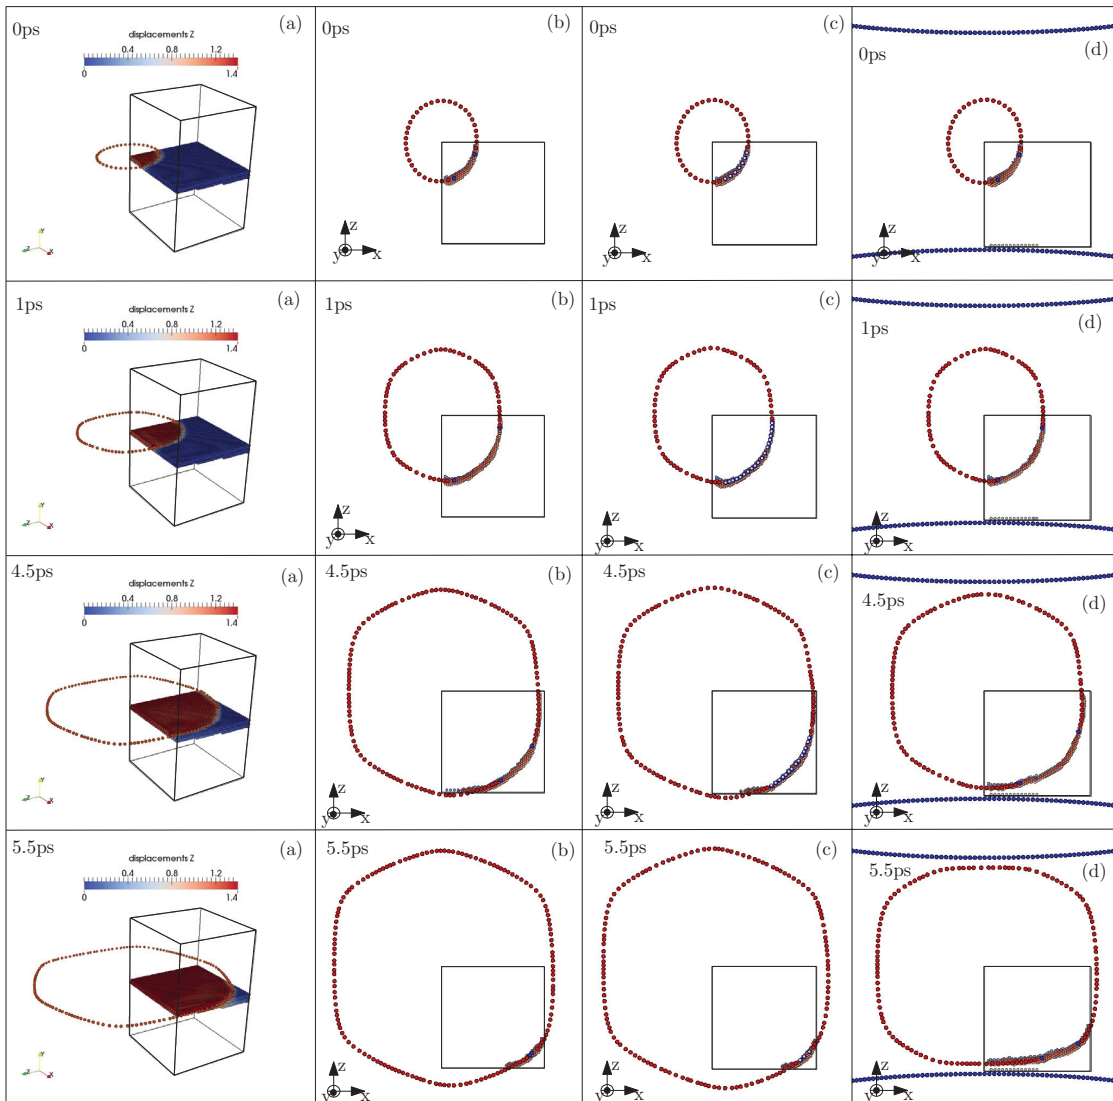 0ps (a)
displacements Z
0.4 0.8 1.2
0 1.4
Y
Z X
0ps (b)
z
y x
0ps (c)
z
y x
0ps (d)
z
y x
1ps (a)
displacements Z
0.4 0.8 1.2
0 1.4
Y
Z X
1ps (b)
z
y x
1ps (c)
z
y x
1ps (d)
z
y x
4.5ps (a)
displacements Z
0.4 0.8 1.2
0 1.4
Y
Z X
4.5ps (b)
z
y x
4.5ps (c)
z
y x
4.5ps (d)
z
y x
5.5ps (a)
displacements Z
0.4 0.8 1.2
0 1.4
Y
Z X
5.5ps (b)
z
y x
5.5ps (c)
z
y x
5.5ps (d)
z
y x